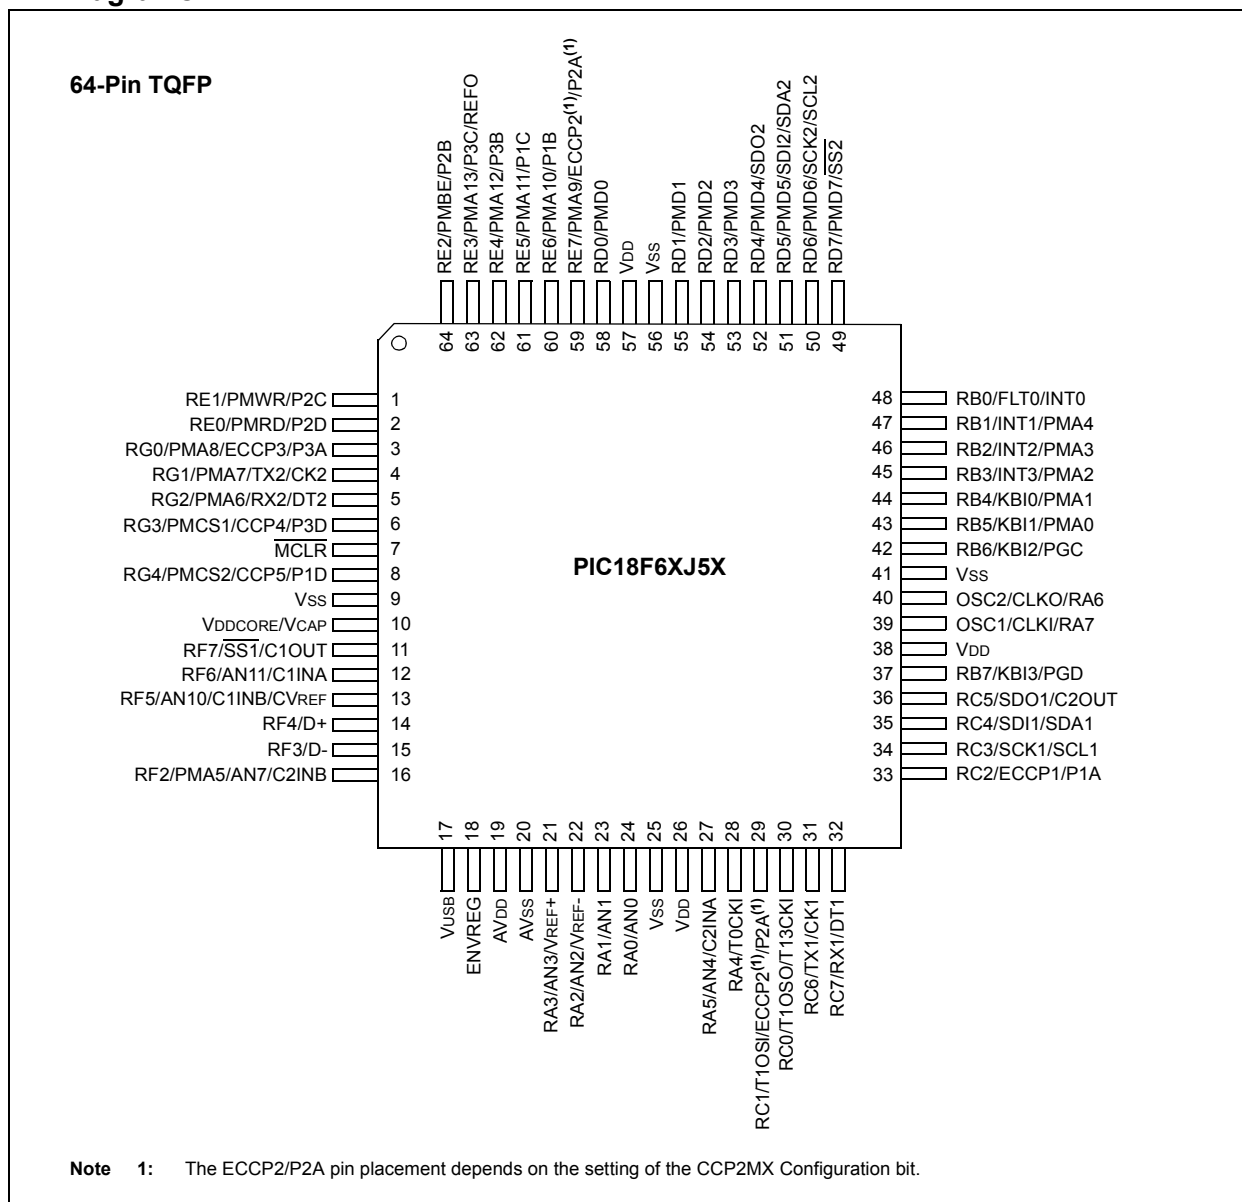 64-Pin TQFP
RE2/PMBE/P2B
RE3/PMA13/P3C/REFO
RE4/PMA12/P3B
RE5/PMA11/P1C
RE6/PMA10/P1B
RE7/PMA9/ECCP2(1)/P2A(1)
RD0/PMD0
VDD
VSS
RD1/PMD1
RD2/PMD2
RD3/PMD3
RD4/PMD4/SDO2
RD5/PMD5/SDI2/SDA2
RD6/PMD6/SCK2/SCL2
RD7/PMD7/SS2
64 63 62 61 60 59 58 57 56 55 54 53 52 51 50 49
RE1/PMWR/P2C 1
RE0/PMRD/P2D 2
RG0/PMA8/ECCP3/P3A 3
RG1/PMA7/TX2/CK2 4
RG2/PMA6/RX2/DT2 5
RG3/PMCS1/CCP4/P3D 6
MCLR 7
RG4/PMCS2/CCP5/P1D 8
VSS 9
VDDCORE/VCAP 10
RF7/SS1/C1OUT 11
RF6/AN11/C1INA 12
RF5/AN10/C1INB/CVREF 13
RF4/D+ 14
RF3/D- 15
RF2/PMA5/AN7/C2INB 16
PIC18F6XJ5X
48 RB0/FLT0/INT0
47 RB1/INT1/PMA4
46 RB2/INT2/PMA3
45 RB3/INT3/PMA2
44 RB4/KBI0/PMA1
43 RB5/KBI1/PMA0
42 RB6/KBI2/PGC
41 VSS
40 OSC2/CLKO/RA6
39 OSC1/CLKI/RA7
38 VDD
37 RB7/KBI3/PGD
36 RC5/SDO1/C2OUT
35 RC4/SDI1/SDA1
34 RC3/SCK1/SCL1
33 RC2/ECCP1/P1A
17 18 19 20 21 22 23 24 25 26 27 28 29 30 31 32
VUSB
ENVREG
AVDD
AVSS
RA3/AN3/VREF+
RA2/AN2/VREF-
RA1/AN1
RA0/AN0
VSS
VDD
RA5/AN4/C2INA
RA4/T0CKI
RC1/T1OSI/ECCP2(1)/P2A(1)
RC0/T1OSO/T13CKI
RC6/TX1/CK1
RC7/RX1/DT1
Note 1: The ECCP2/P2A pin placement depends on the setting of the CCP2MX Configuration bit.